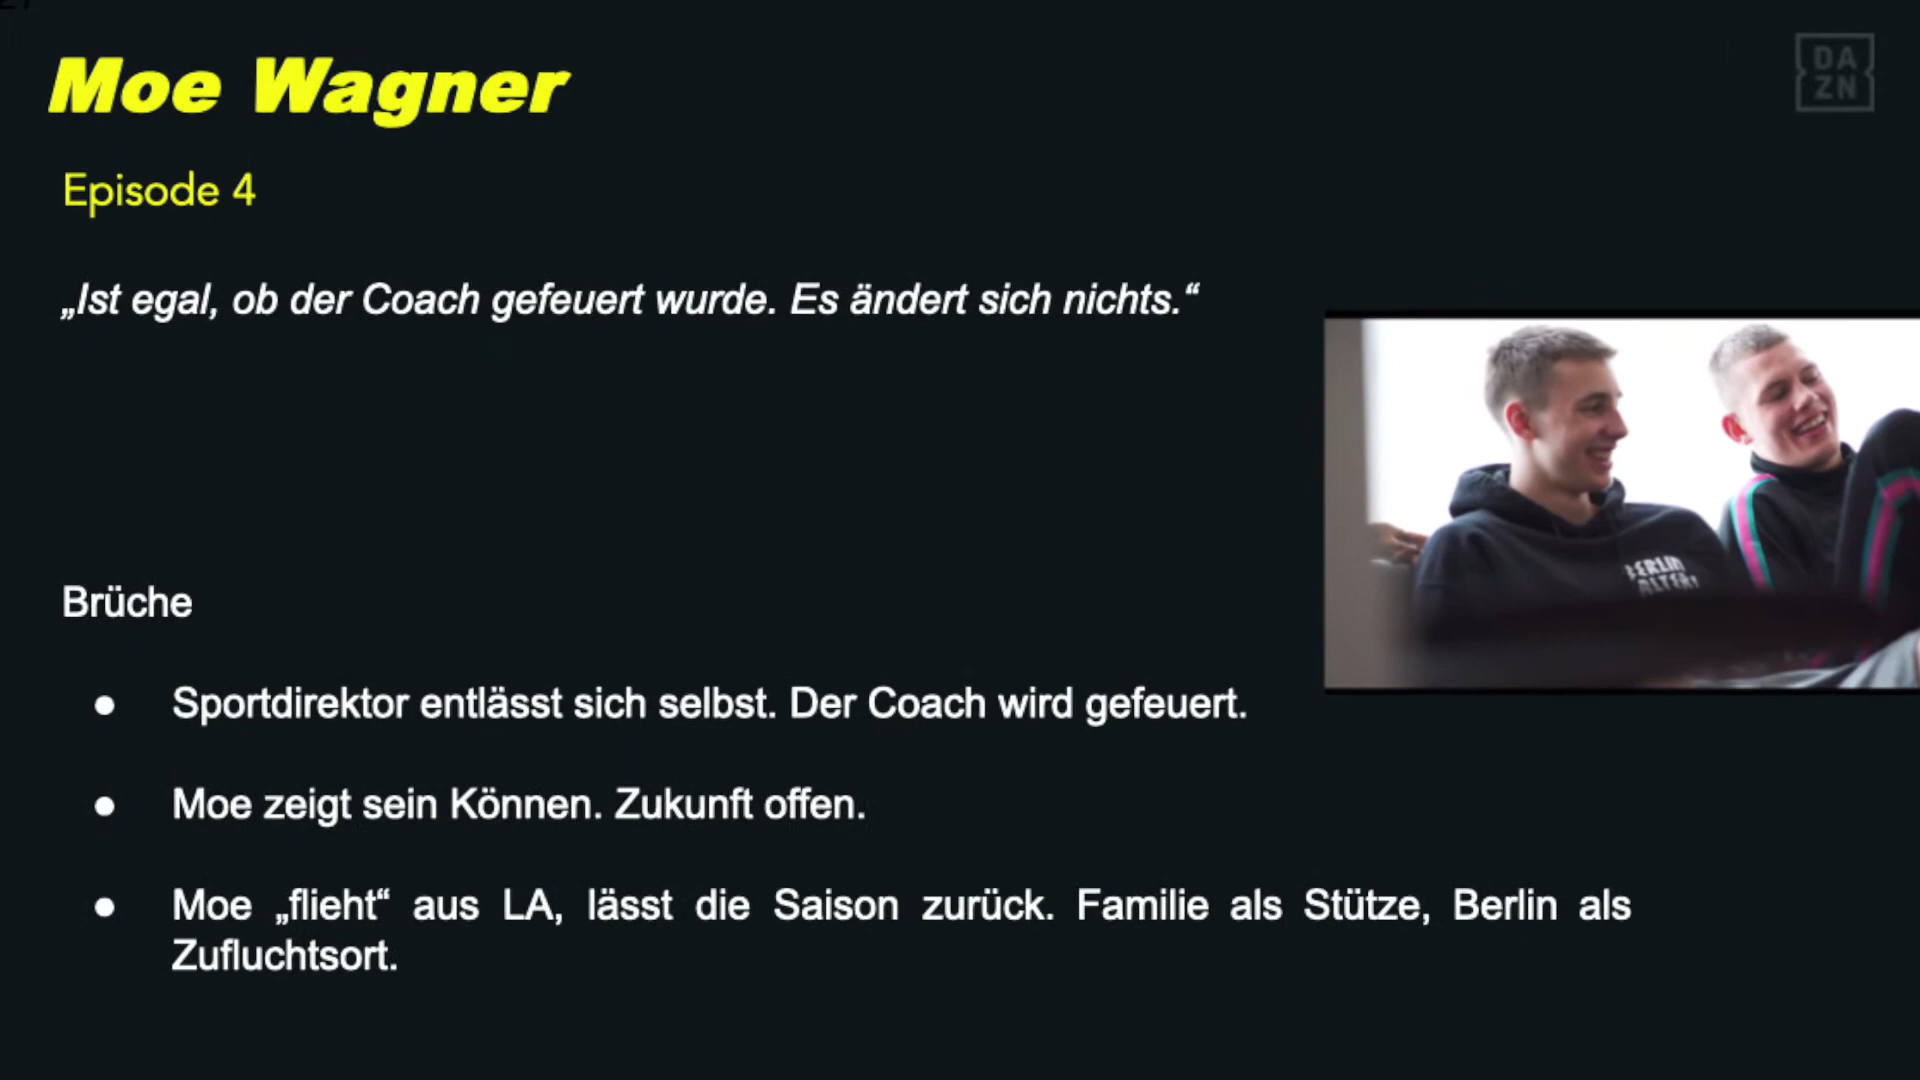 Moe Wagner
DA
ZN
Episode 4
„Ist egal, ob der Coach gefeuert wurde. Es ändert sich nichts.“
BERLIN
Brüche
● Sportdirektor entlässt sich selbst. Der Coach wird gefeuert.
● Moe zeigt sein Können. Zukunft offen.
● Moe „flieht“ aus LA, lässt die Saison zurück. Familie als Stütze, Berlin als
Zufluchtsort.